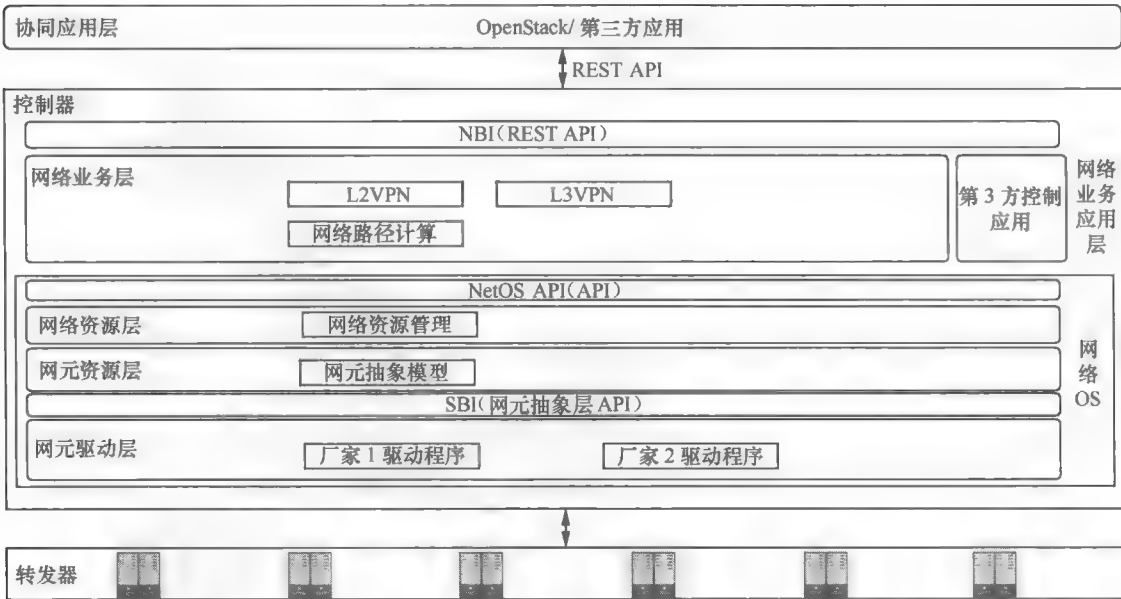 协同应用层
OpenStack/ 第三方应用
REST API
控制器
NBI(REST API)
网络业务层
L2VPN
L3VPN
网络路径计算
第 3 方控制
应用
网络
业务
应用
层
NetOS API(API)
网络资源层
网络资源管理
网元资源层
网元抽象模型
SBI(网元抽象层 API)
网元驱动层
厂家 1 驱动程序
厂家 2 驱动程序
网
络
OS
转发器